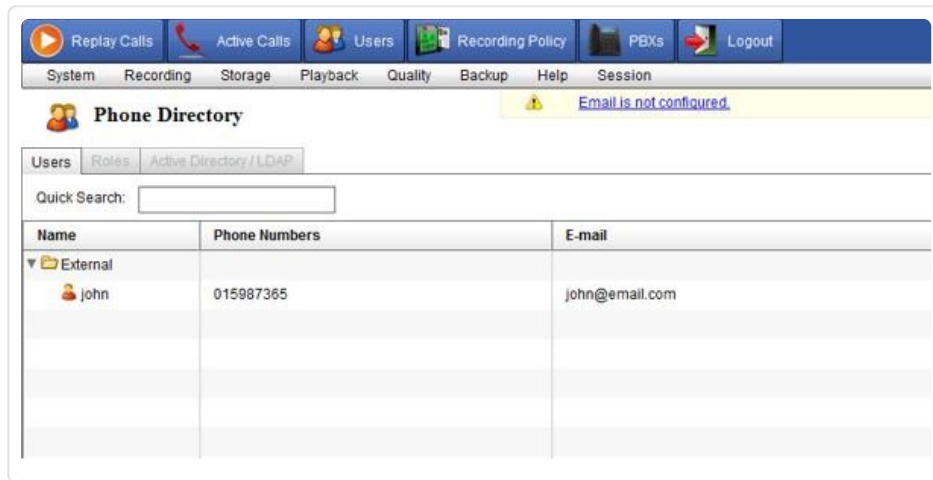 Replay Calls Active Calls Users Recording Policy PBXs Logout
System Recording Storage Playback Quality Backup Help Session
Phone Directory
Email is not configured.
Users Roles Active Directory / LDAP
Quick Search:
Name Phone Numbers E-mail
External
john 015987365 john@email.com